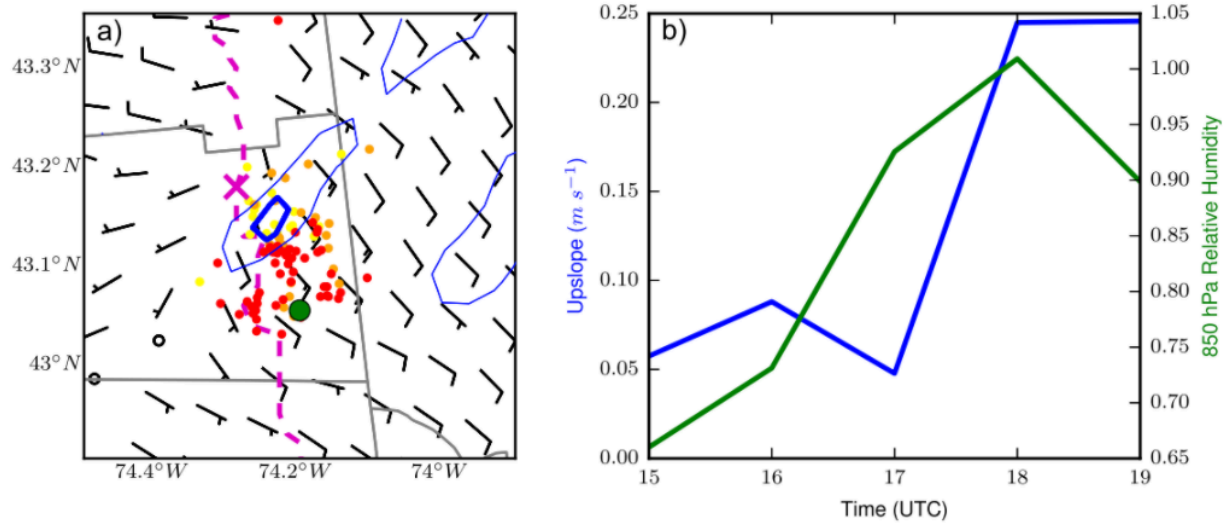 a)
43.3°N
43.2°N
43.1°N
43°N
74.4°W
74.2°W
74°W
b)
0.25
0.20
0.15
0.10
0.05
0.00
Upslope (m s⁻¹)
15
16
17
18
19
Time (UTC)
1.05
1.00
0.95
0.90
0.85
0.80
0.75
0.70
0.65
850 hPa Relative Humidity